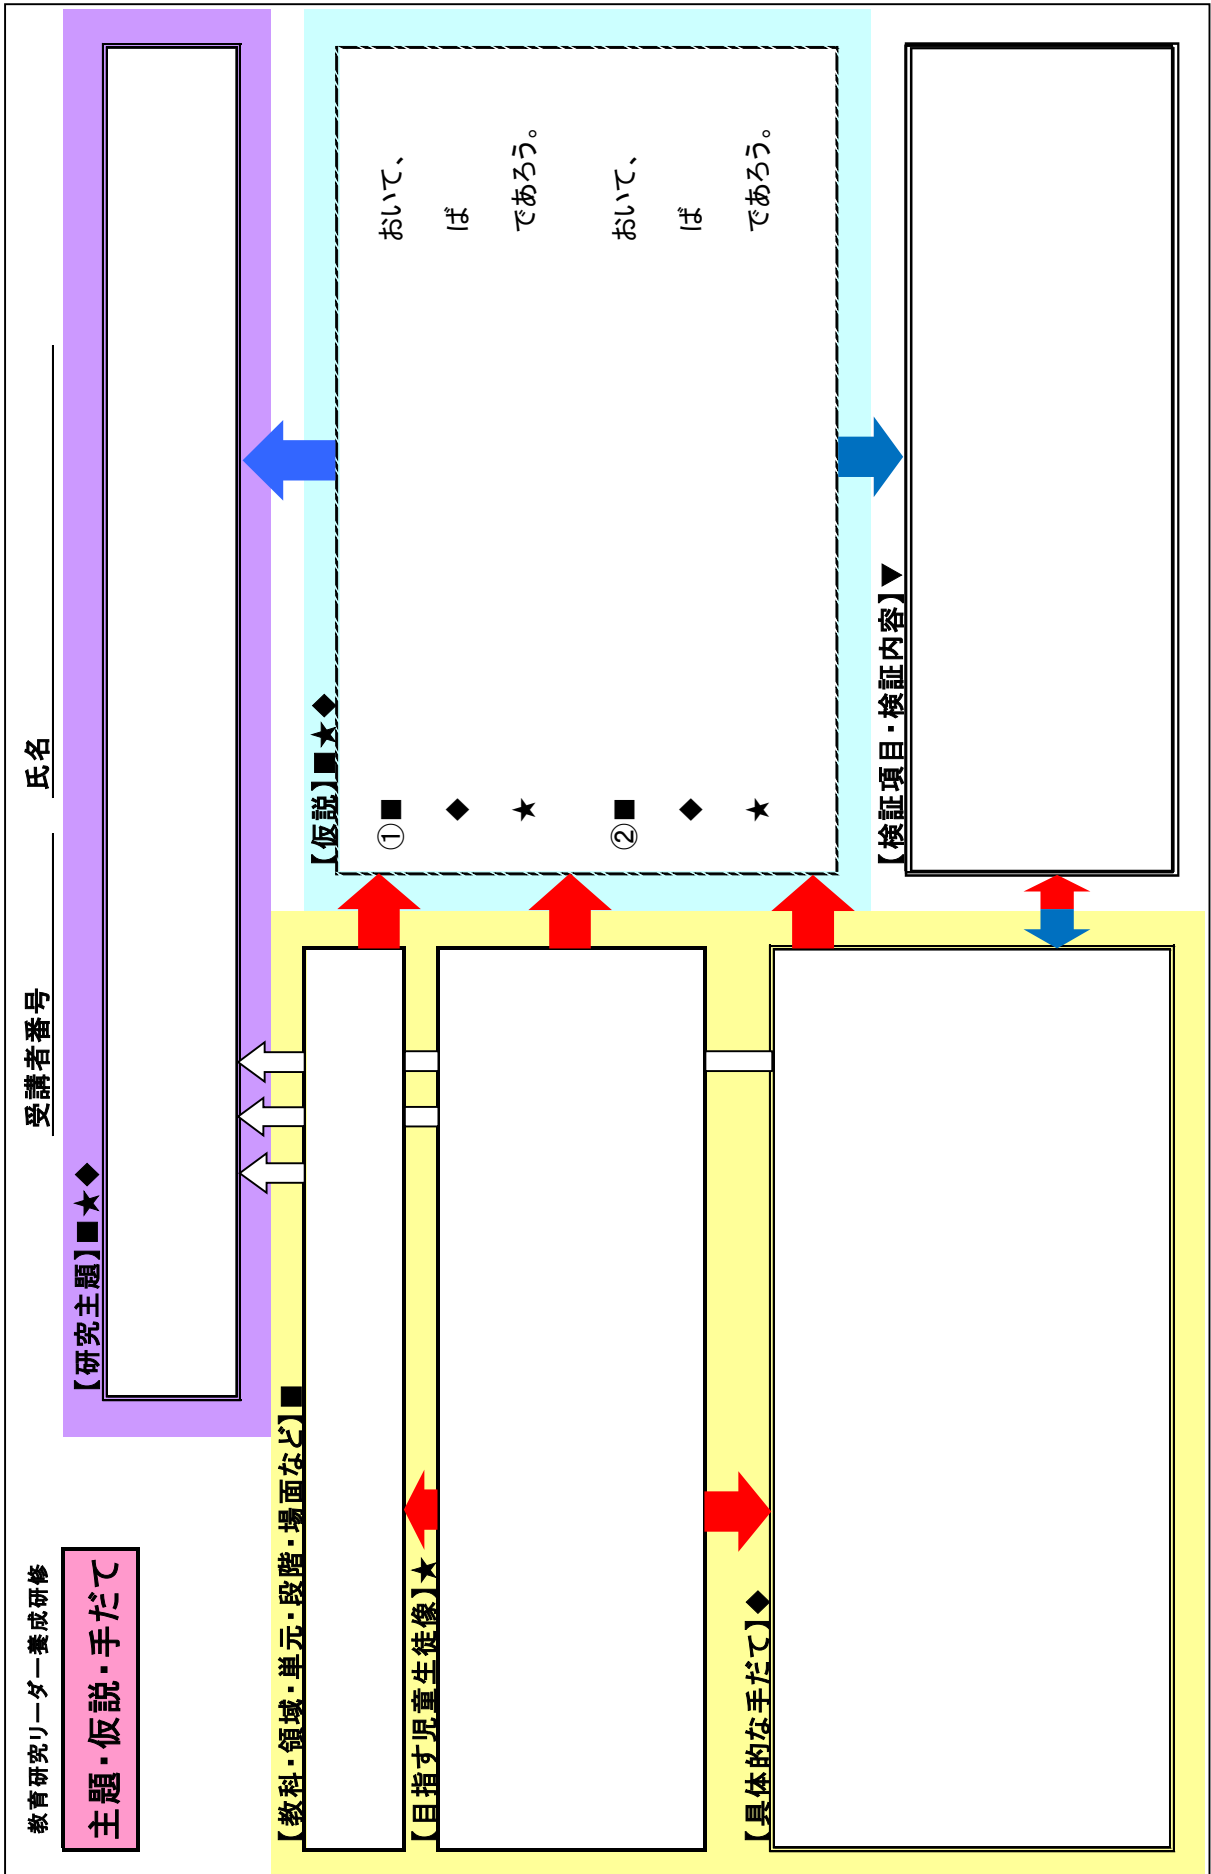 教育研究リーダー養成研修
受講者番号
氏名
主題・仮説・手だて
【研究主題】■★◆
【教科・領域・単元・段階・場面など】■
【目指す児童生徒像】★
【具体的な手だて】◆
【仮説】■★◆
①■ おいて、
◆ ば
★ であろう。
②■ おいて、
◆ ば
★ であろう。
【検証項目・検証内容】▼